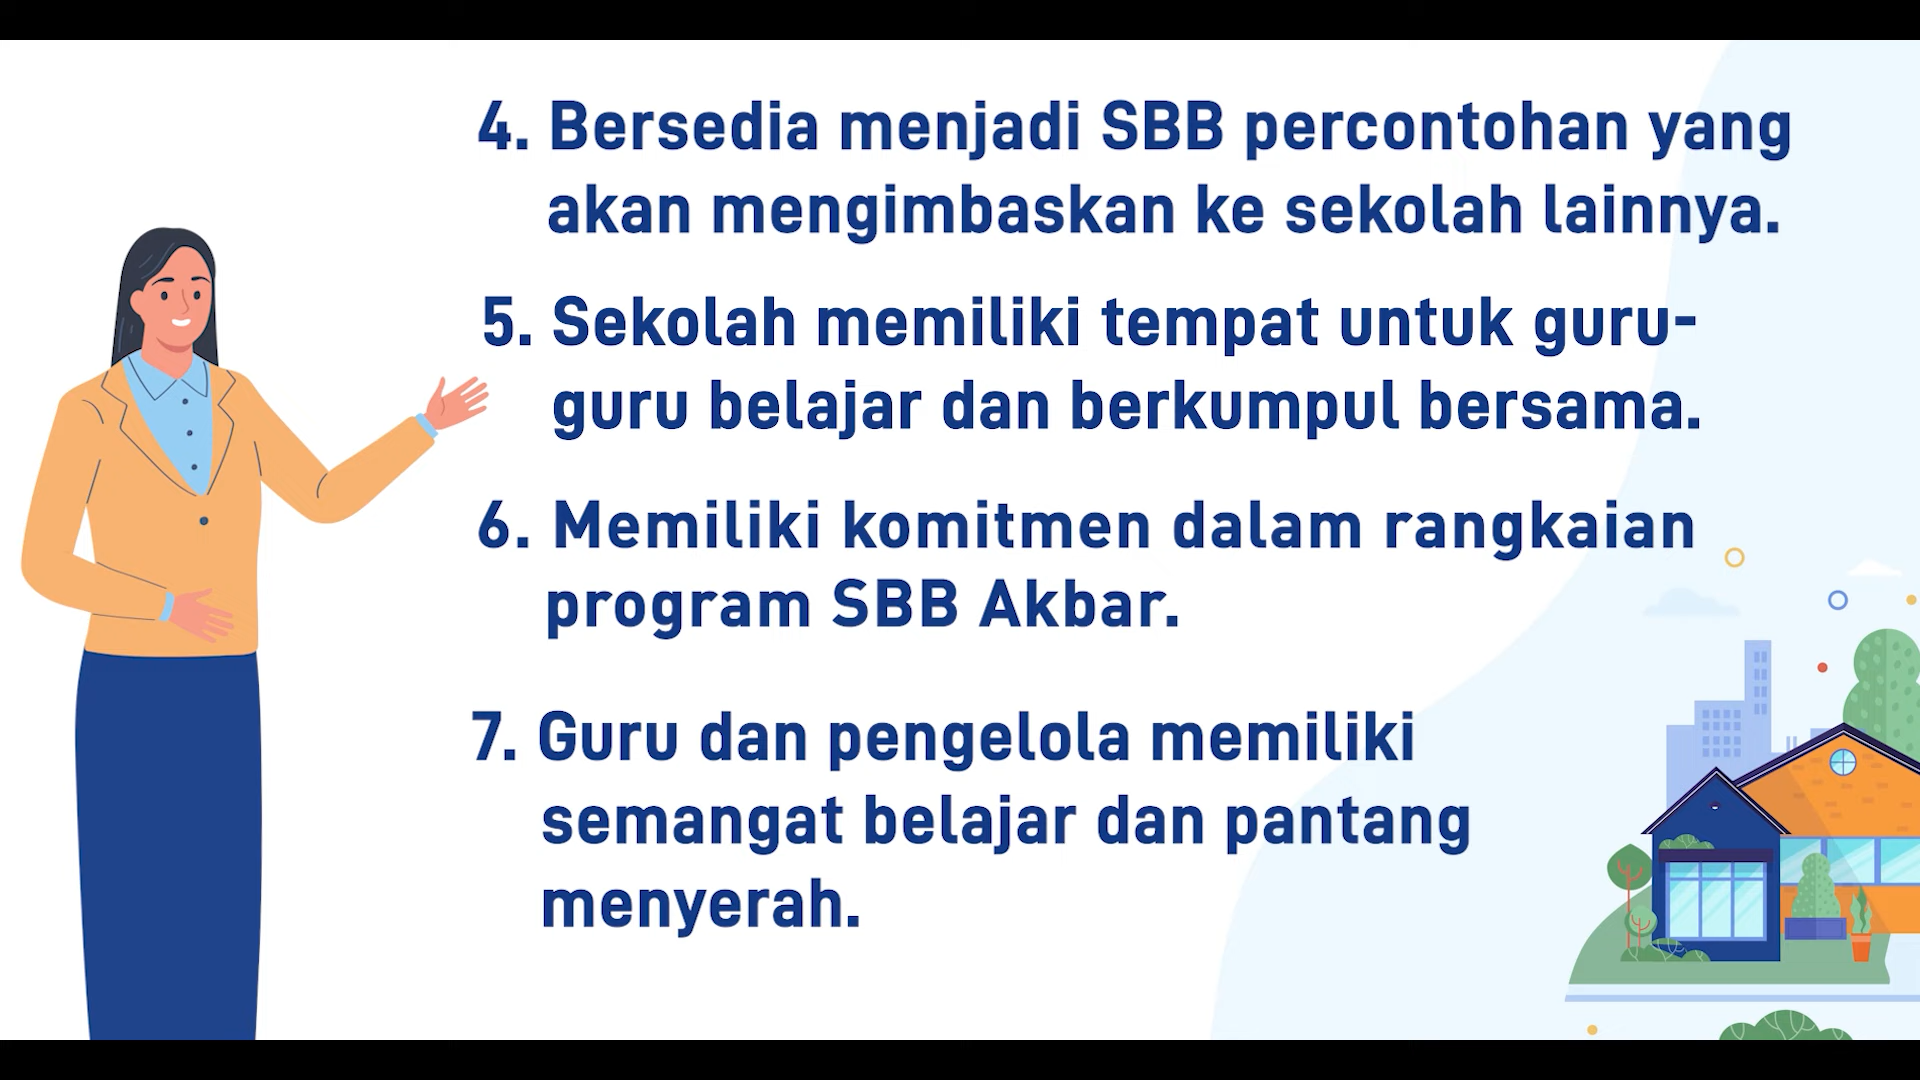 4. Bersedia menjadi SBB percontohan yang
akan mengimbaskan ke sekolah lainnya.
5. Sekolah memiliki tempat untuk guru-
guru belajar dan berkumpul bersama.
6. Memiliki komitmen dalam rangkaian
program SBB Akbar.
7. Guru dan pengelola memiliki
semangat belajar dan pantang
menyerah.